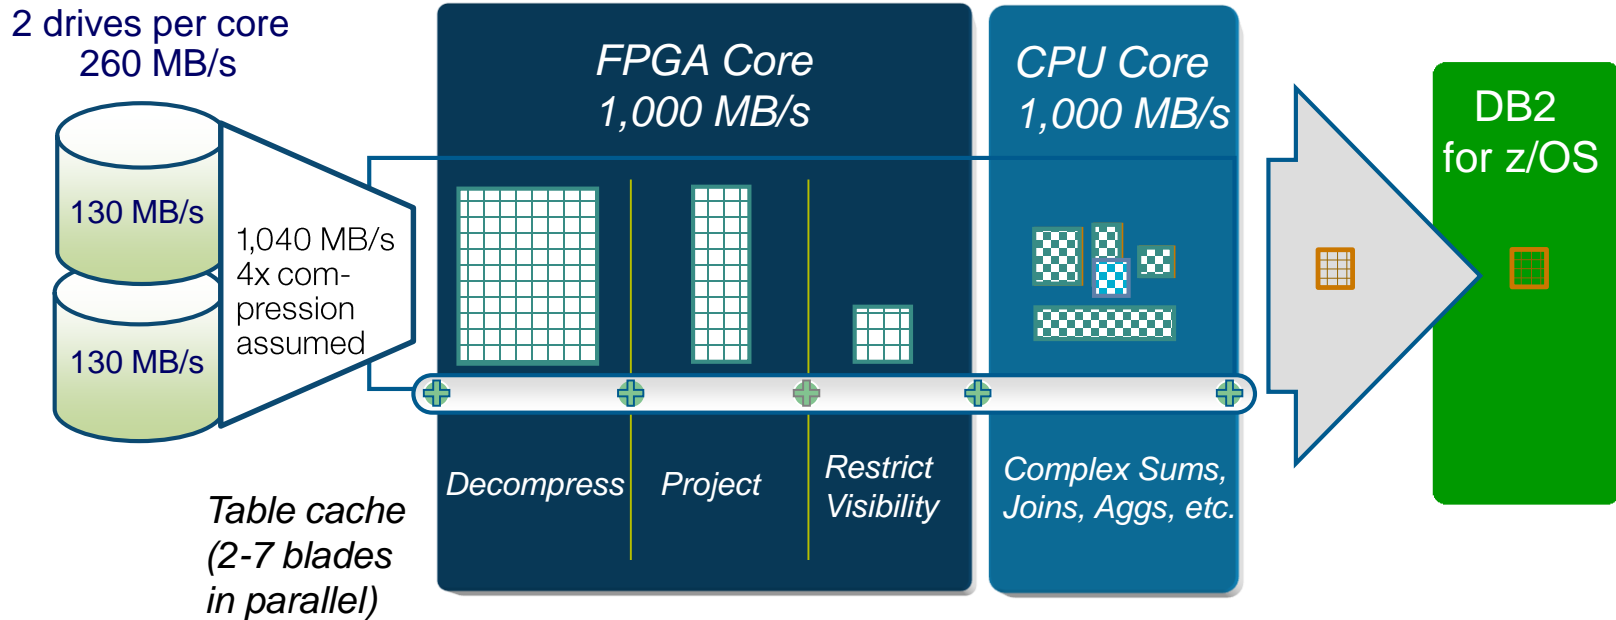 2 drives per core
260 MB/s
130 MB/s
130 MB/s
1,040 MB/s
4x com-
pression
assumed
Table cache
(2-7 blades
in parallel)
FPGA Core
1,000 MB/s
Decompress
Project
Restrict
Visibility
CPU Core
1,000 MB/s
Complex Sums,
Joins, Aggs, etc.
DB2
for z/OS